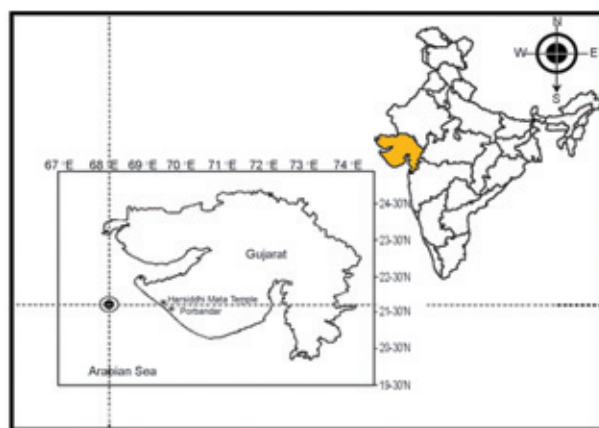 N
W E
S
67 °E 68 °E 69 °E 70 °E 71 °E 72 °E 73 °E 74 °E
24-30N
Gujarat
23-30N
22-30N
Harsiddhi Mata Temple
Porbandar
21-30N
20-30N
Arabian Sea
19-30N